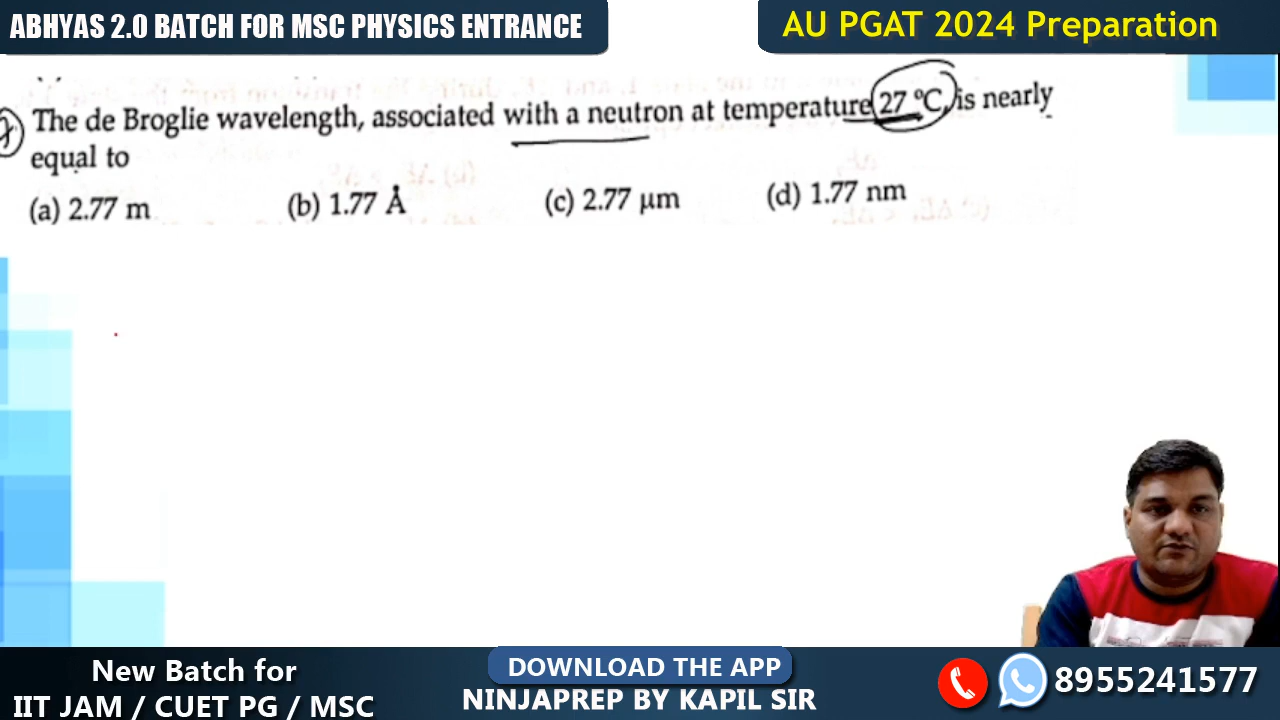 ABHYAS 2.0 BATCH FOR MSC PHYSICS ENTRANCE
AU PGAT 2024 Preparation
The de Broglie wavelength, associated with a neutron at temperature 27 °C, is nearly
equal to
(a) 2.77 m (b) 1.77 Å (c) 2.77 μm (d) 1.77 nm
New Batch for
IIT JAM / CUET PG / MSC
DOWNLOAD THE APP
NINJAPREP BY KAPIL SIR
8955241577